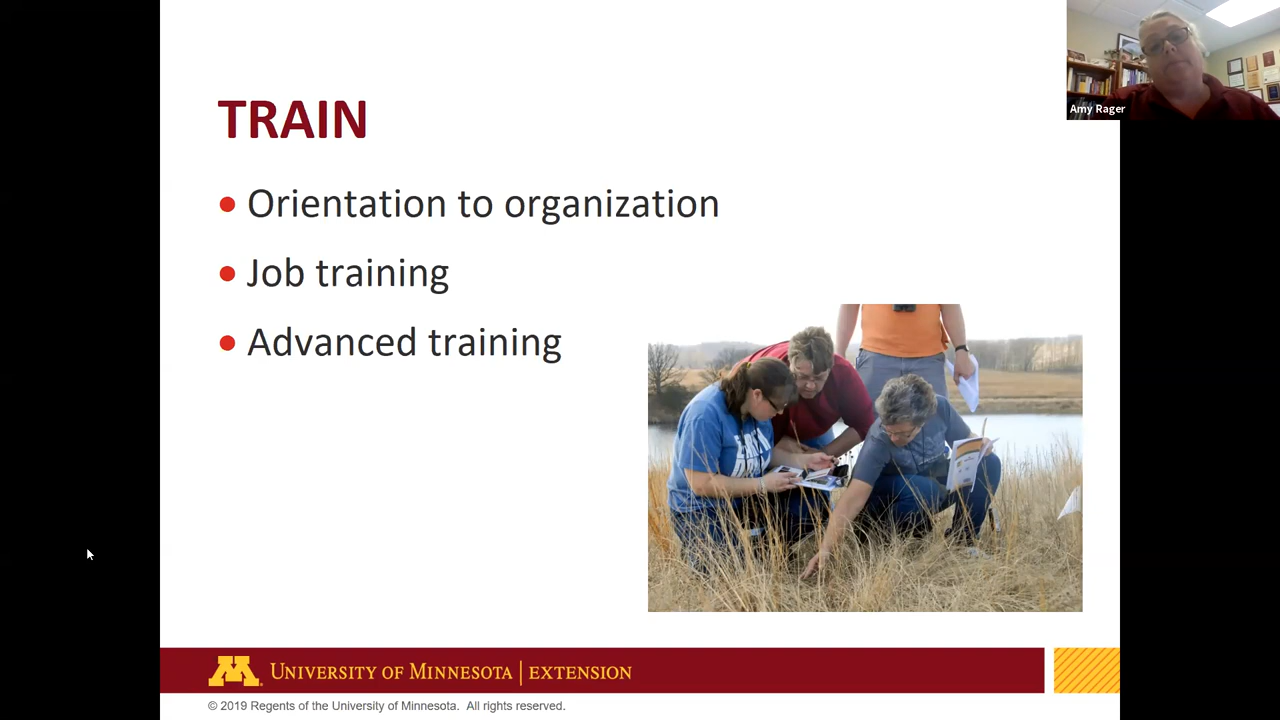 Amy Rager
TRAIN
• Orientation to organization
• Job training
• Advanced training
M
UNIVERSITY OF MINNESOTA | EXTENSION
© 2019 Regents of the University of Minnesota. All rights reserved.